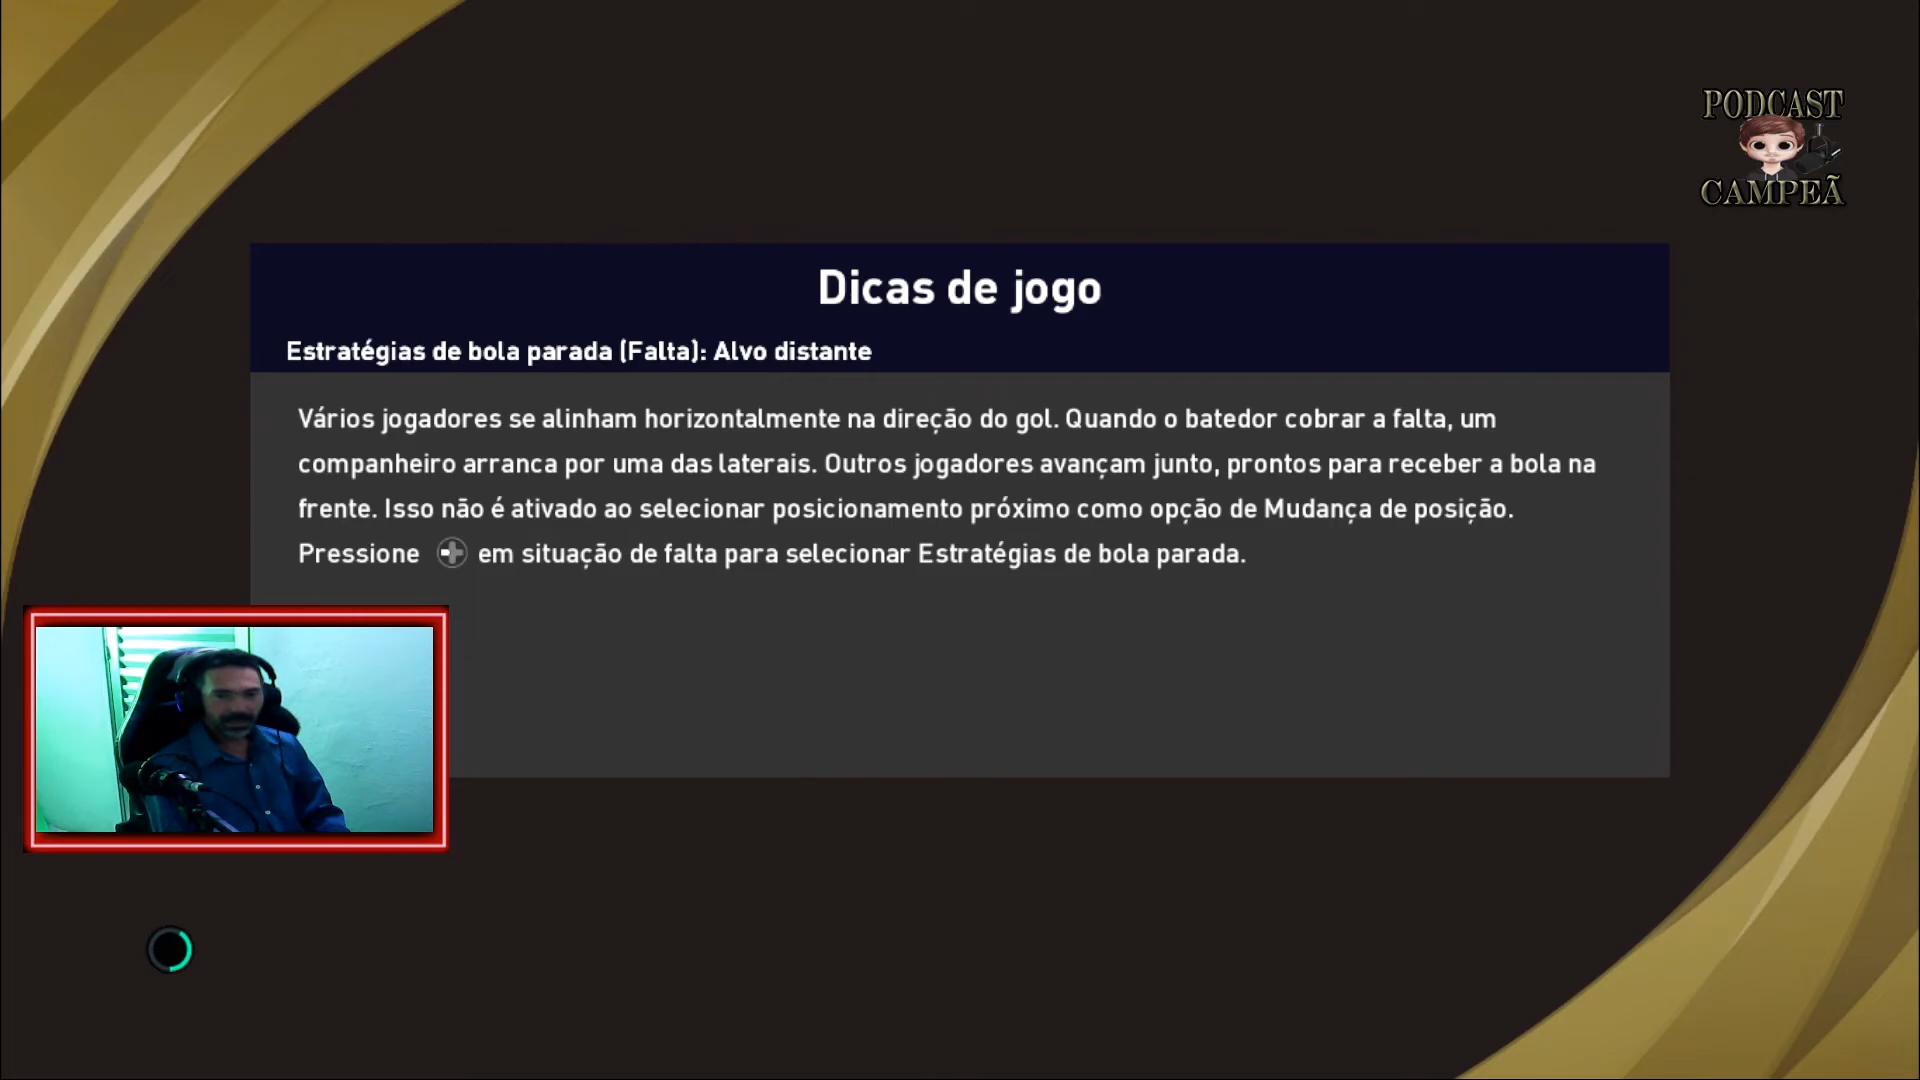 PODCAST
CAMPEÃ
Dicas de jogo
Estratégias de bola parada (Falta): Alvo distante
Vários jogadores se alinham horizontalmente na direção do gol. Quando o batedor cobrar a falta, um
companheiro arranca por uma das laterais. Outros jogadores avançam junto, prontos para receber a bola na
frente. Isso não é ativado ao selecionar posicionamento próximo como opção de Mudança de posição.
Pressione em situação de falta para selecionar Estratégias de bola parada.